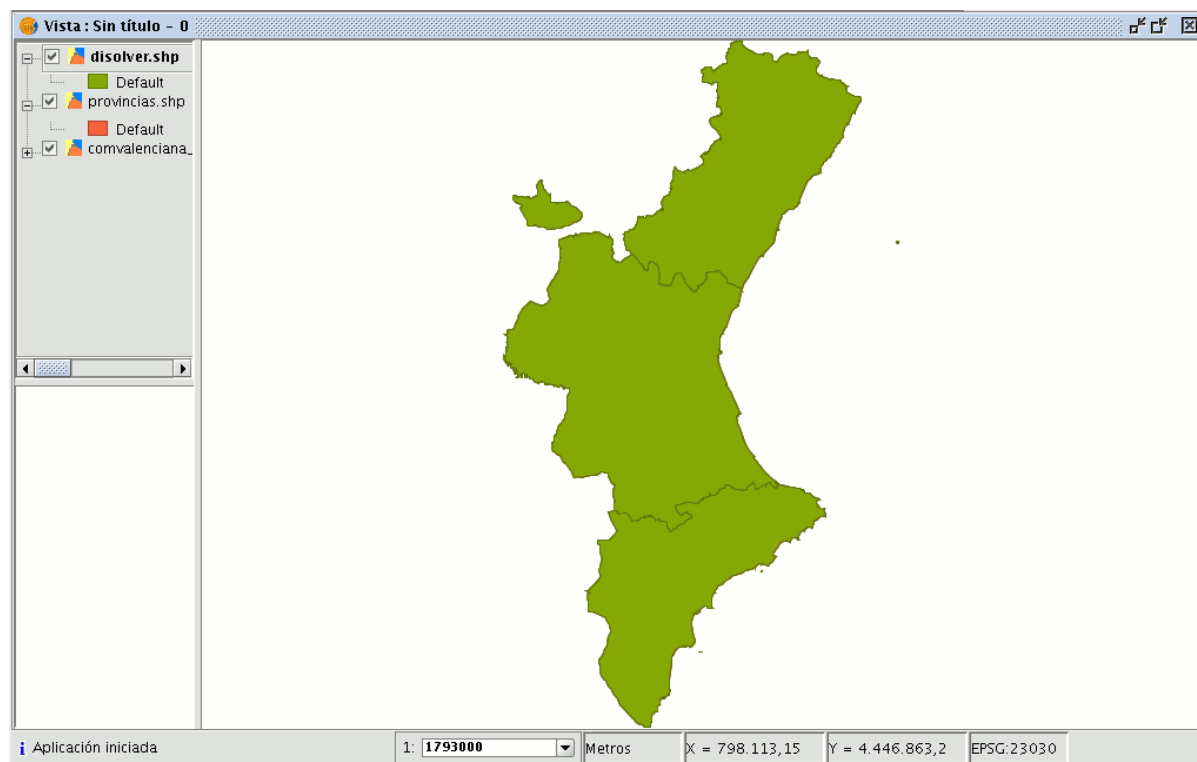 Vista : Sin título - 0
disolver.shp
Default
provincias.shp
Default
comvalenciana_
i Aplicación iniciada
1: 1793000
Metros
X = 798.113,15
Y = 4.446.863,2
EPSG:23030